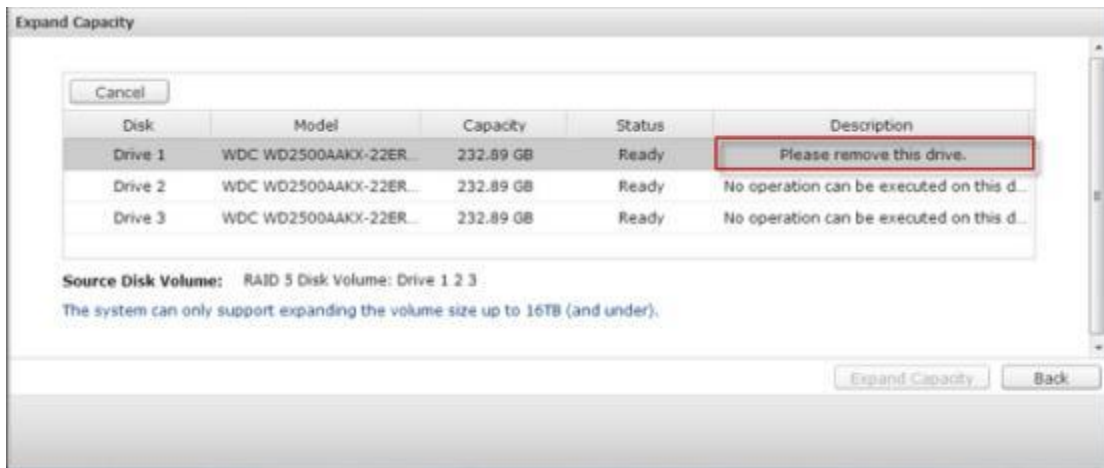 Expand Capacity
Cancel
Disk Model Capacity Status Description
Drive 1 WDC WD2500AAKX-22ER... 232.89 GB Ready Please remove this drive.
Drive 2 WDC WD2500AAKX-22ER... 232.89 GB Ready No operation can be executed on this d...
Drive 3 WDC WD2500AAKX-22ER... 232.89 GB Ready No operation can be executed on this d...
Source Disk Volume: RAID 5 Disk Volume: Drive 1 2 3
The system can only support expanding the volume size up to 16TB (and under).
Expand Capacity Back